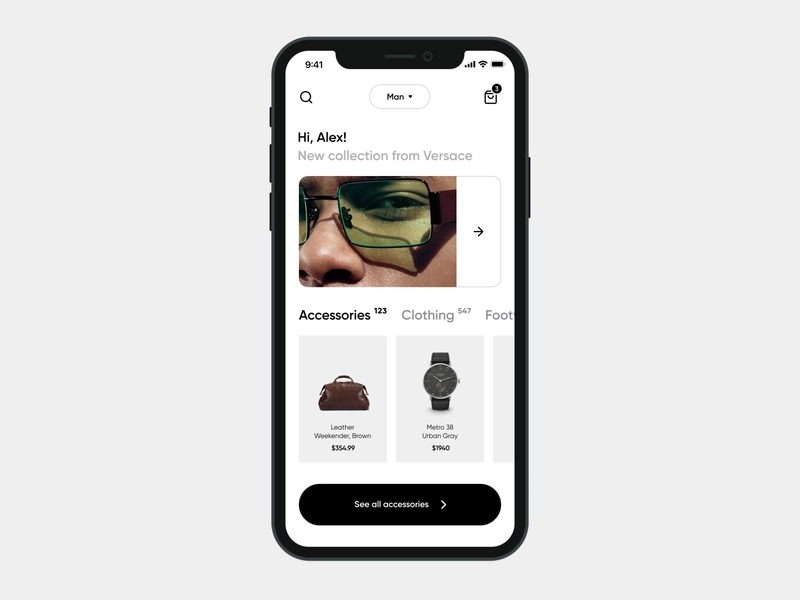 9:41
Man
3
Hi, Alex!
New collection from Versace
Accessories 123 Clothing 547 Foot
Leather
Weekender, Brown
$354.99
Metro 38
Urban Gray
$1940
See all accessories